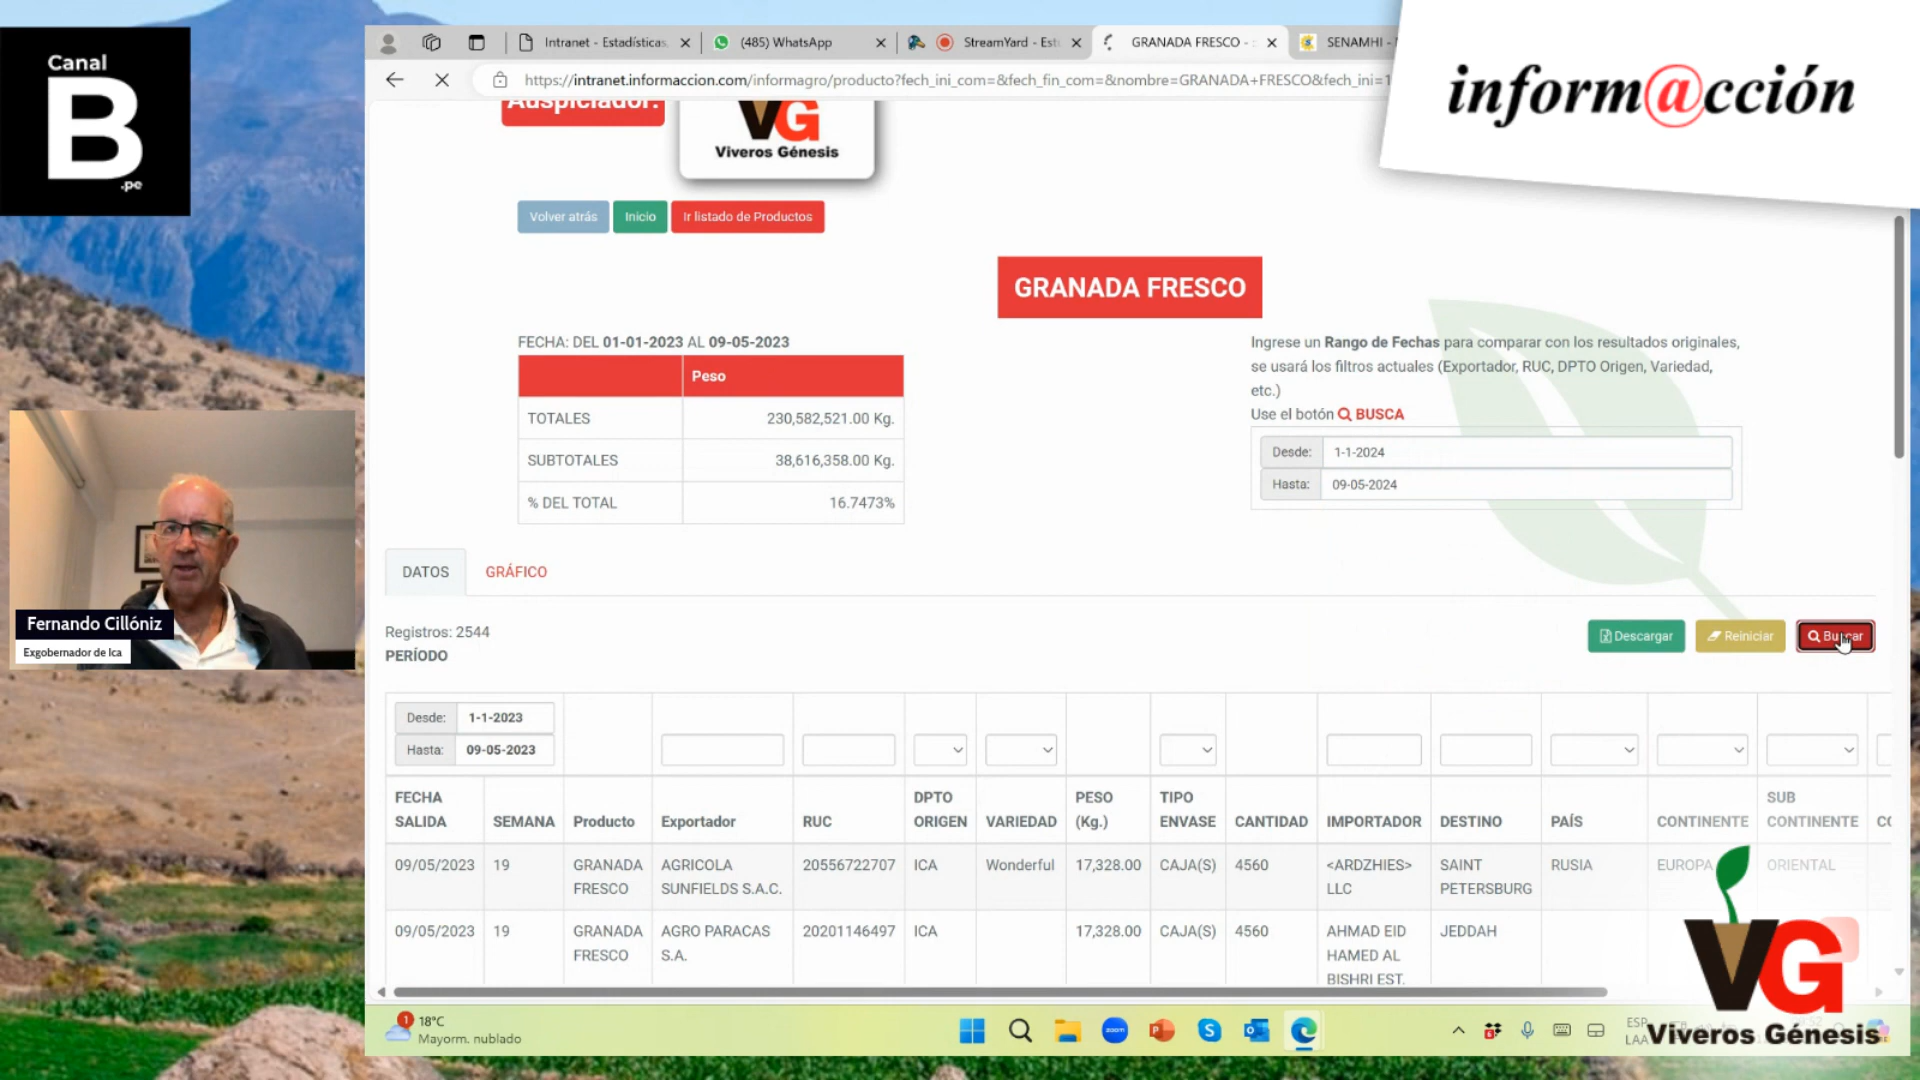 Canal
B
.pe
Intranet - Estadísticas,
(485) WhatsApp
StreamYard - Est
GRANADA FRESCO -
SENAMHI -
https://intranet.informaccion.com/informagro/producto?fech_ini_com=&fech_fin_com=&nombre=GRANADA+FRESCO&fech_ini=1
inform@cción
Auspiciador:
VG
Viveros Génesis
Volver atrás
Inicio
Ir listado de Productos
GRANADA FRESCO
FECHA: DEL 01-01-2023 AL 09-05-2023
Peso
TOTALES 230,582,521.00 Kg.
SUBTOTALES 38,616,358.00 Kg.
% DEL TOTAL 16.7473%
Ingrese un Rango de Fechas para comparar con los resultados originales,
se usará los filtros actuales (Exportador, RUC, DPTO Origen, Variedad,
etc.)
Use el botón BUSCA
Desde: 1-1-2024
Hasta: 09-05-2024
DATOS
GRÁFICO
Fernando Cillóniz
Exgobernador de Ica
Registros: 2544
PERÍODO
Descargar
Reiniciar
Buscar
Desde: 1-1-2023
Hasta: 09-05-2023
FECHA SALIDA SEMANA Producto Exportador RUC DPTO ORIGEN VARIEDAD PESO (Kg.) TIPO ENVASE CANTIDAD IMPORTADOR DESTINO PAÍS CONTINENTE SUB CONTINENTE CO
09/05/2023 19 GRANADA FRESCO AGRICOLA SUNFIELDS S.A.C. 20556722707 ICA Wonderful 17,328.00 CAJA(S) 4560 <ARDZHIES> LLC SAINT PETERSBURG RUSIA EUROPA ORIENTAL
09/05/2023 19 GRANADA FRESCO AGRO PARACAS S.A. 20201146497 ICA 17,328.00 CAJA(S) 4560 AHMAD EID HAMED AL BISHRI EST. JEDDAH
VG
Viveros Génesis
1
18°C
Mayorm. nublado
zoom
ESP
LAA